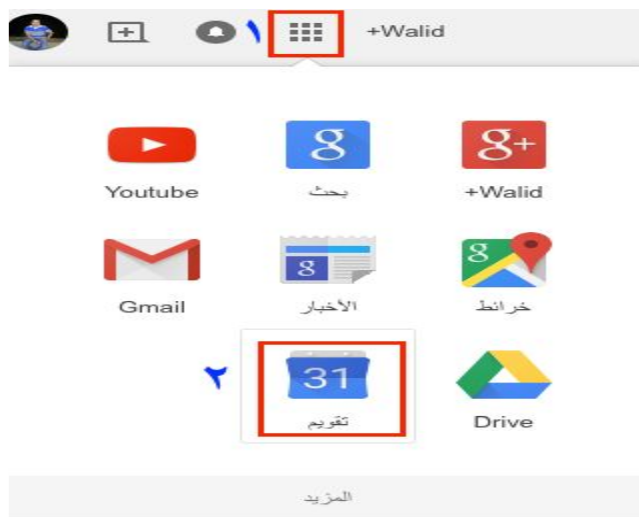 +Walid ١
+Walid بحث Youtube
خرائط الأخبار Gmail
31 ٢
Drive تقويم
المزيد